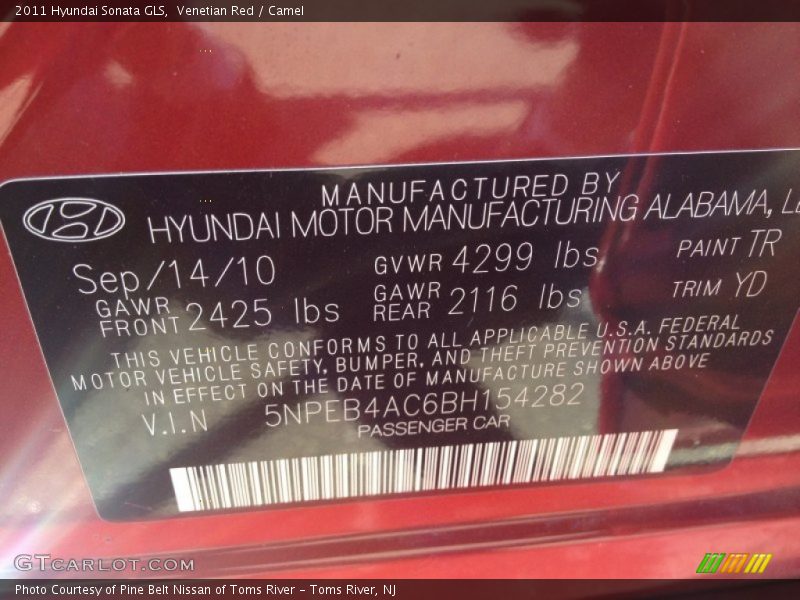 2011 Hyundai Sonata GLS,  Venetian Red / Camel
MANUFACTURED BY
HYUNDAI MOTOR MANUFACTURING ALABAMA,
Sep/14/10 GVWR 4299 lbs PAINT TR
GAWR FRONT 2425 lbs GAWR REAR 2116 lbs TRIM YD
THIS VEHICLE CONFORMS TO ALL APPLICABLE U.S.A. FEDERAL
MOTOR VEHICLE SAFETY, BUMPER, AND THEFT PREVENTION STANDARDS
IN EFFECT ON THE DATE OF MANUFACTURE SHOWN ABOVE
V.I.N 5NPEB4AC6BH154282
PASSENGER CAR
GTCARLOT.COM
Photo Courtesy of Pine Belt Nissan of Toms River – Toms River, NJ